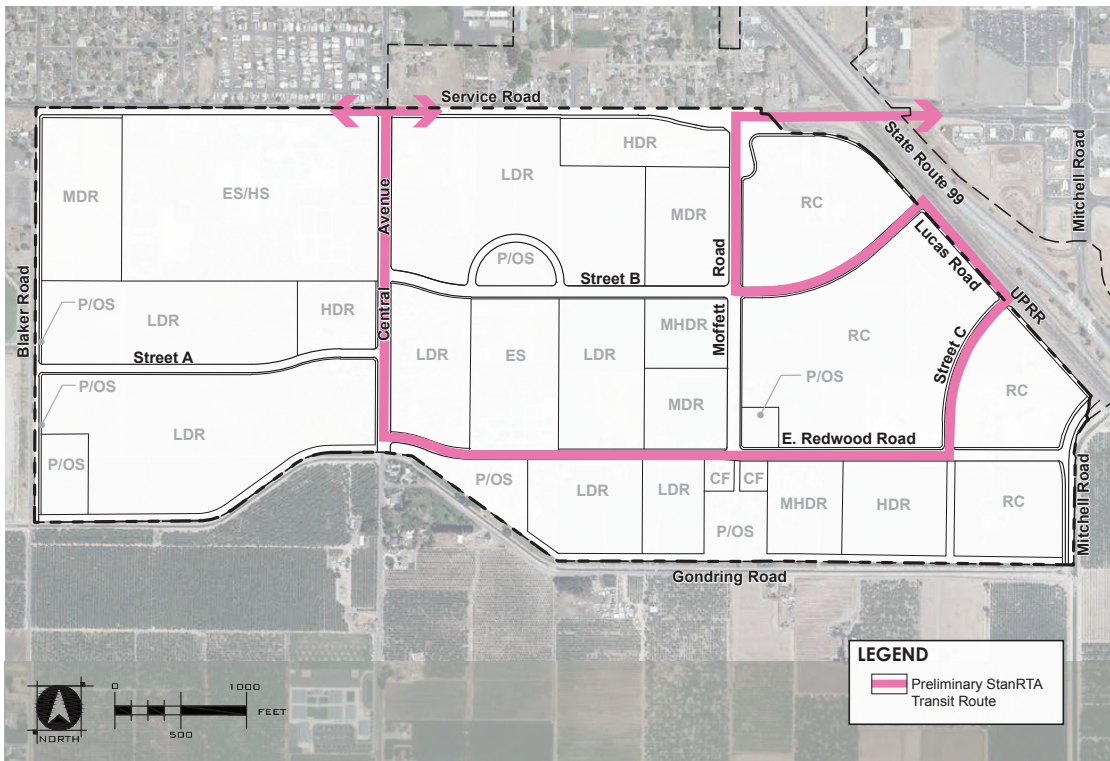 Service Road
State Route 99
Mitchell Road
HDR
MDR
ES/HS
LDR
Avenue
MDR
RC
P/OS
Road
Lucas Road
Street B
UPRR
P/OS
LDR
HDR
Central
Blaker Road
Street A
LDR
ES
LDR
MHDR
Moffett
RC
Street C
P/OS
P/OS
RC
MDR
LDR
E. Redwood Road
P/OS
P/OS
LDR
LDR
CF
CF
MHDR
HDR
RC
P/OS
Mitchell Road
Gondring Road
LEGEND
Preliminary StanRTA
Transit Route
0
1000
FEET
500
NORTH